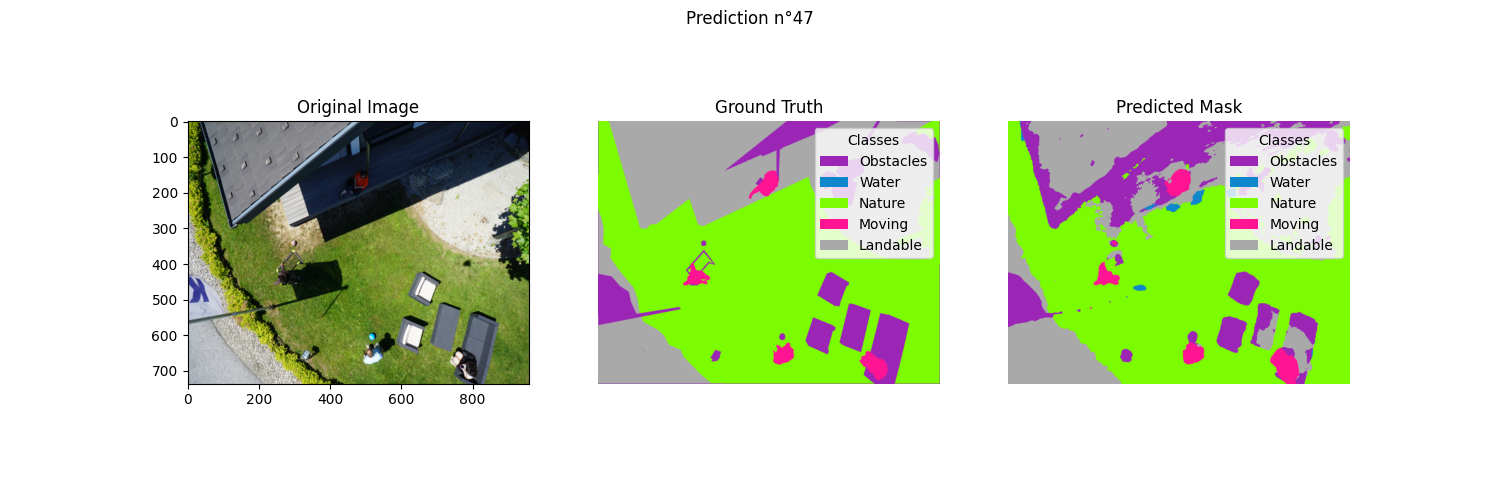 Prediction n°47
Original Image
Ground Truth
Predicted Mask
0
100
200
300
400
500
600
700
0
200
400
600
800
Classes
Obstacles
Water
Nature
Moving
Landable
Classes
Obstacles
Water
Nature
Moving
Landable